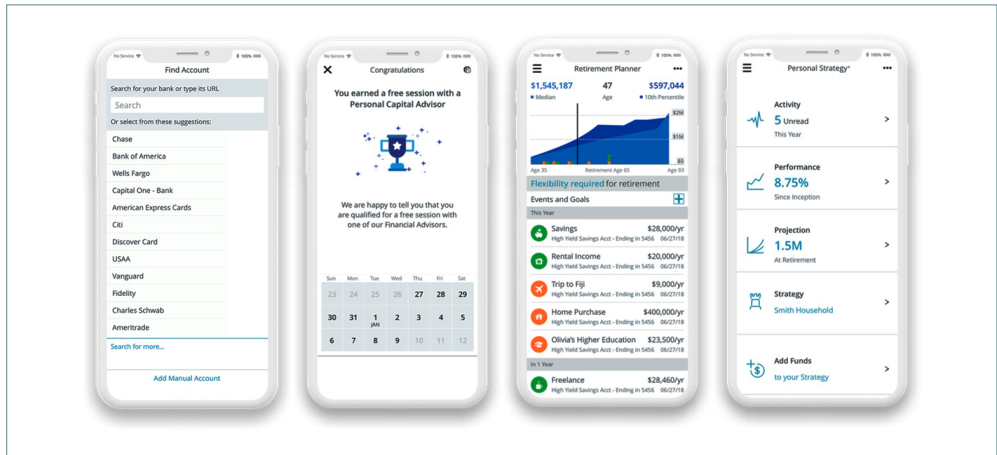 No Service
100%
Find Account
Search for your bank or type its URL
Search
Or select from these suggestions:
Chase
Bank of America
Wells Fargo
Capital One - Bank
American Express Cards
Citi
Discover Card
USAA
Vanguard
Fidelity
Charles Schwab
Ameritrade
Search for more...
Add Manual Account
No Service
100%
Congratulations
You earned a free session with a
Personal Capital Advisor
We are happy to tell you that you
are qualified for a free session with
one of our Financial Advisors.
Sun Mon Tue Wed Thu Fri Sat
23 24 25 26 27 28 29
30 31 1 2 3 4 5
JAN
6 7 8 9 10 11 12
No Service
100%
Retirement Planner
$1,545,187 47 $597,044
Median Age 10th Percentile
$2M
$1M
$0
Age 35 Retirement Age 65 Age 93
Flexibility required for retirement
Events and Goals
This Year
Savings $28,000/yr
High Yield Savings Acct - Ending in 5456 06/27/18
Rental Income $20,000/yr
High Yield Savings Acct - Ending in 5456 06/27/18
Trip to Fiji $9,000/yr
High Yield Savings Acct - Ending in 5456 06/27/18
Home Purchase $400,000/yr
High Yield Savings Acct - Ending in 5456 06/27/18
Olivia's Higher Education $23,500/yr
High Yield Savings Acct - Ending in 5456 06/27/18
In 1 Year
Freelance $28,460/yr
High Yield Savings Acct - Ending in 5456 06/27/18
No Service
100%
Personal Strategy
Activity
5 Unread
This Year
Performance
8.75%
Since Inception
Projection
1.5M
At Retirement
Strategy
Smith Household
Add Funds
to your Strategy